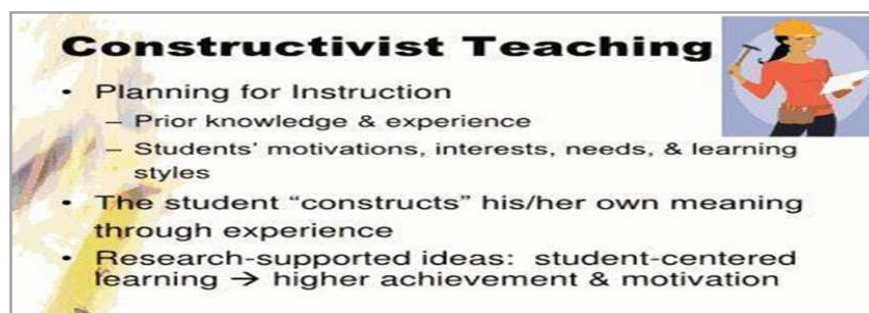 Constructivist Teaching
• Planning for Instruction
– Prior knowledge & experience
– Students' motivations, interests, needs, & learning
styles
• The student “constructs” his/her own meaning
through experience
• Research-supported ideas: student-centered
learning → higher achievement & motivation